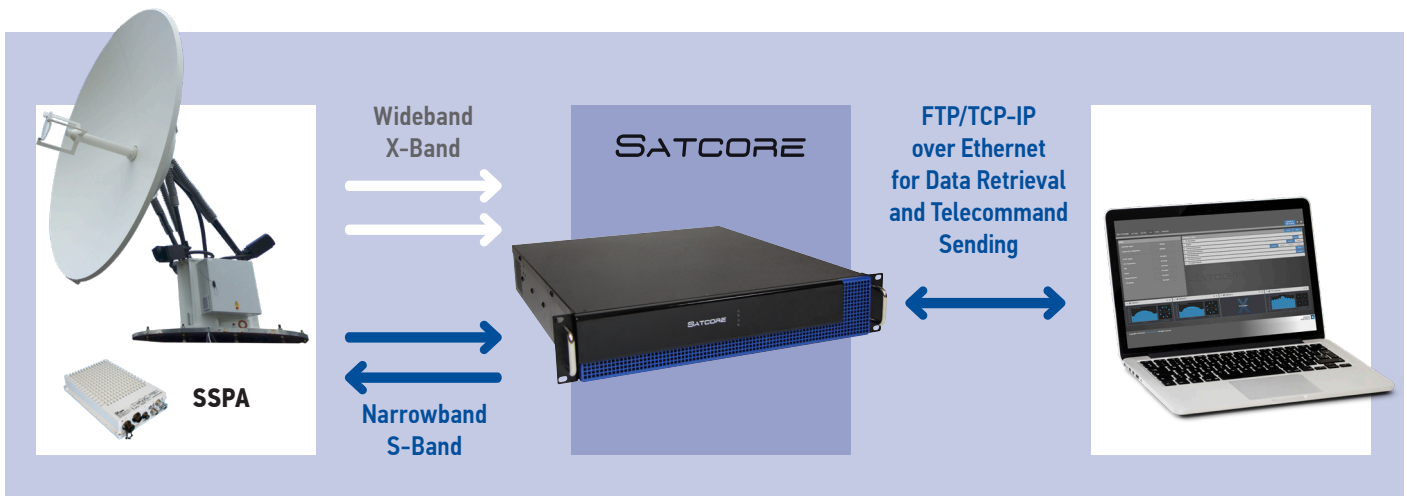 Wideband
X-Band
SATCORE
FTP/TCP-IP
over Ethernet
for Data Retrieval
and Telecommand
Sending
SATCORE
SSPA
Narrowband
S-Band